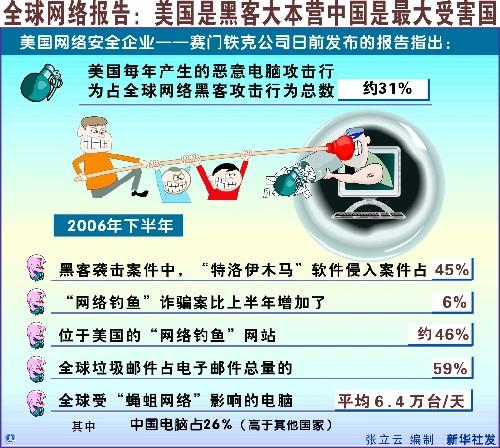 全球网络报告：美国是黑客大本营中国是最大受害国
美国网络安全企业——赛门铁克公司日前发布的报告指出：
美国每年产生的恶意电脑攻击行
为占全球网络黑客攻击行为总数 约31%
2006年下半年
黑客袭击案件中，“特洛伊木马”软件侵入案件占 45%
“网络钓鱼”诈骗案比上半年增加了 6%
位于美国的“网络钓鱼”网站 约46%
全球垃圾邮件占电子邮件总量的 59%
全球受“蝇蛆网络”影响的电脑 平均6.4万台/天
其中 中国电脑占26%（高于其他国家）
张立云 编制 新华社发